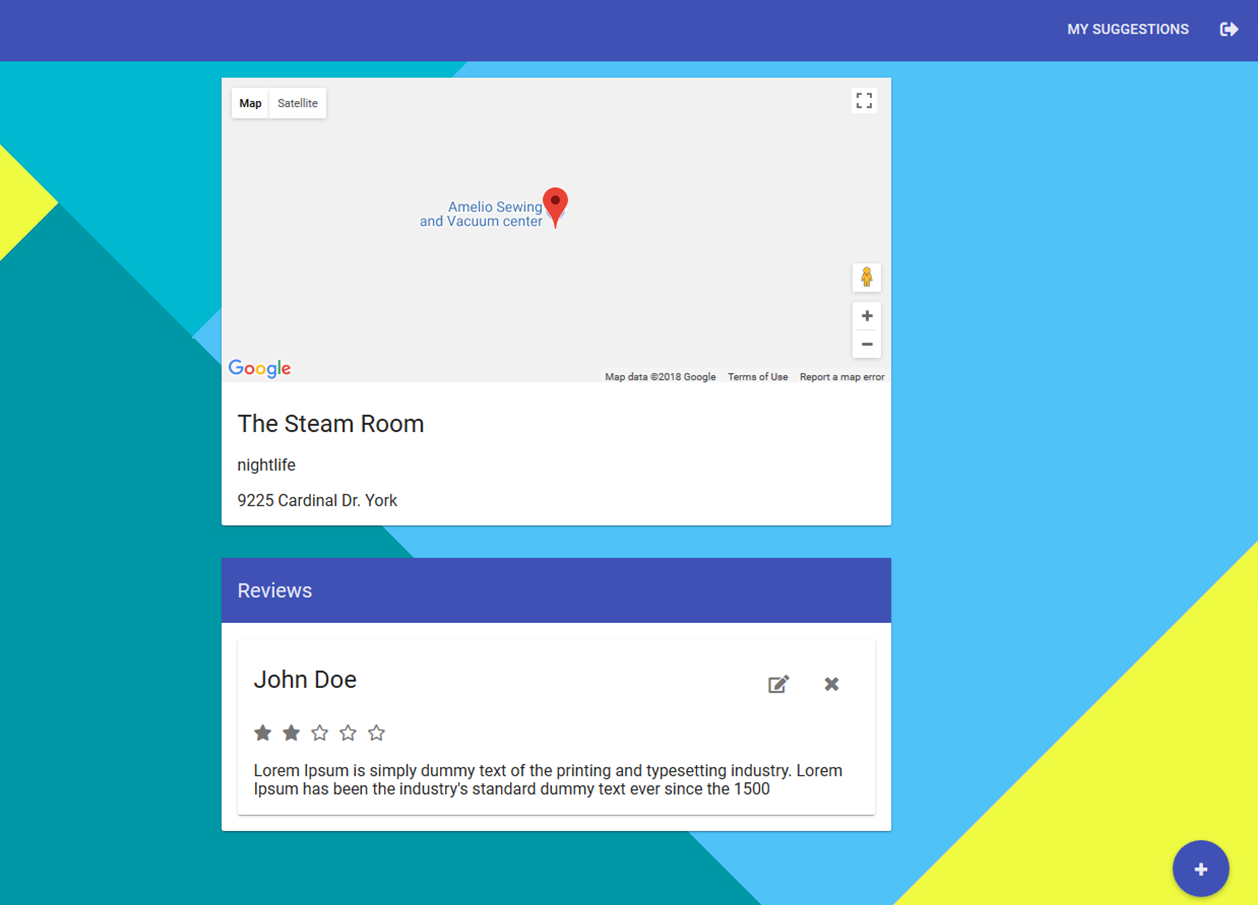 MY SUGGESTIONS
Map Satellite
Amelio Sewing
and Vacuum center
Google
Map data ©2018 Google Terms of Use Report a map error
The Steam Room
nightlife
9225 Cardinal Dr. York
Reviews
John Doe
Lorem Ipsum is simply dummy text of the printing and typesetting industry. Lorem
Ipsum has been the industry's standard dummy text ever since the 1500